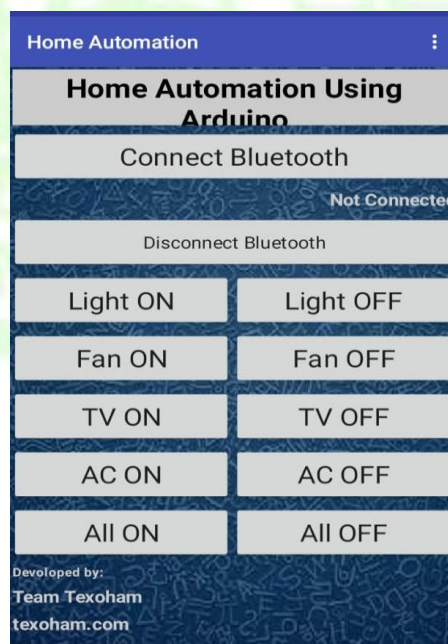 Home Automation
Home Automation Using
Arduino
Connect Bluetooth
Not Connected
Disconnect Bluetooth
Light ON Light OFF
Fan ON Fan OFF
TV ON TV OFF
AC ON AC OFF
All ON All OFF
Devoloped by:
Team Texoham
texoham.com